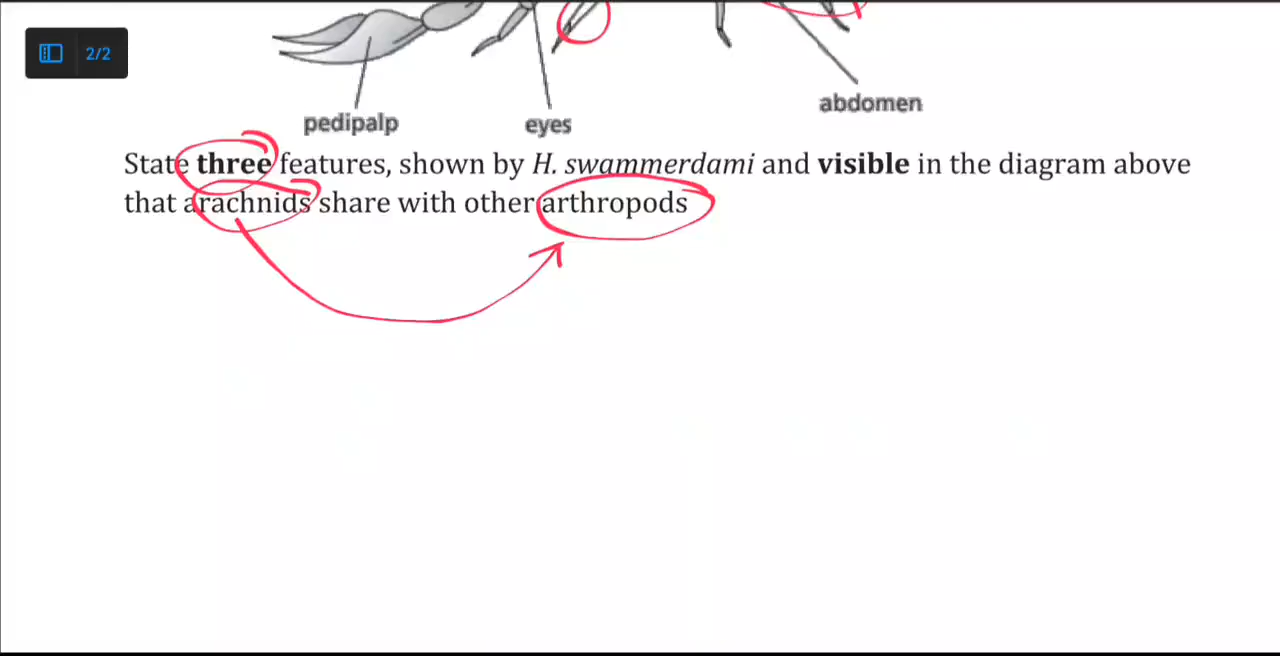 2/2
pedipalp
eyes
abdomen
State three features, shown by H. swammerdami and visible in the diagram above
that arachnids share with other arthropods